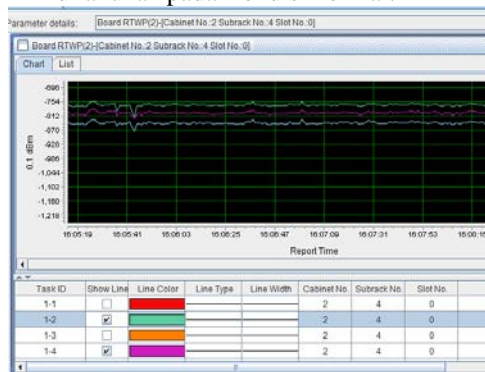 Parameter details: Board RTWP(2)-[Cabinet No.:2 Subrack No.:4 Slot No.:0]
Board RTWP(2)-[Cabinet No.:2 Subrack No.:4 Slot No.:0]
Chart List
-696
-754
-812
-870
-928
-986
-1,044
-1,102
-1,160
-1,218
0.1 dBm
16:05:19 16:05:41 16:06:03 16:06:25 16:06:47 16:07:09 16:07:31 16:07:53
Report Time
Task ID Show Line Line Color Line Type Line Width Cabinet No. Subrack No. Slot No.
1-1 2 4 0
1-2 2 4 0
1-3 2 4 0
1-4 2 4 0